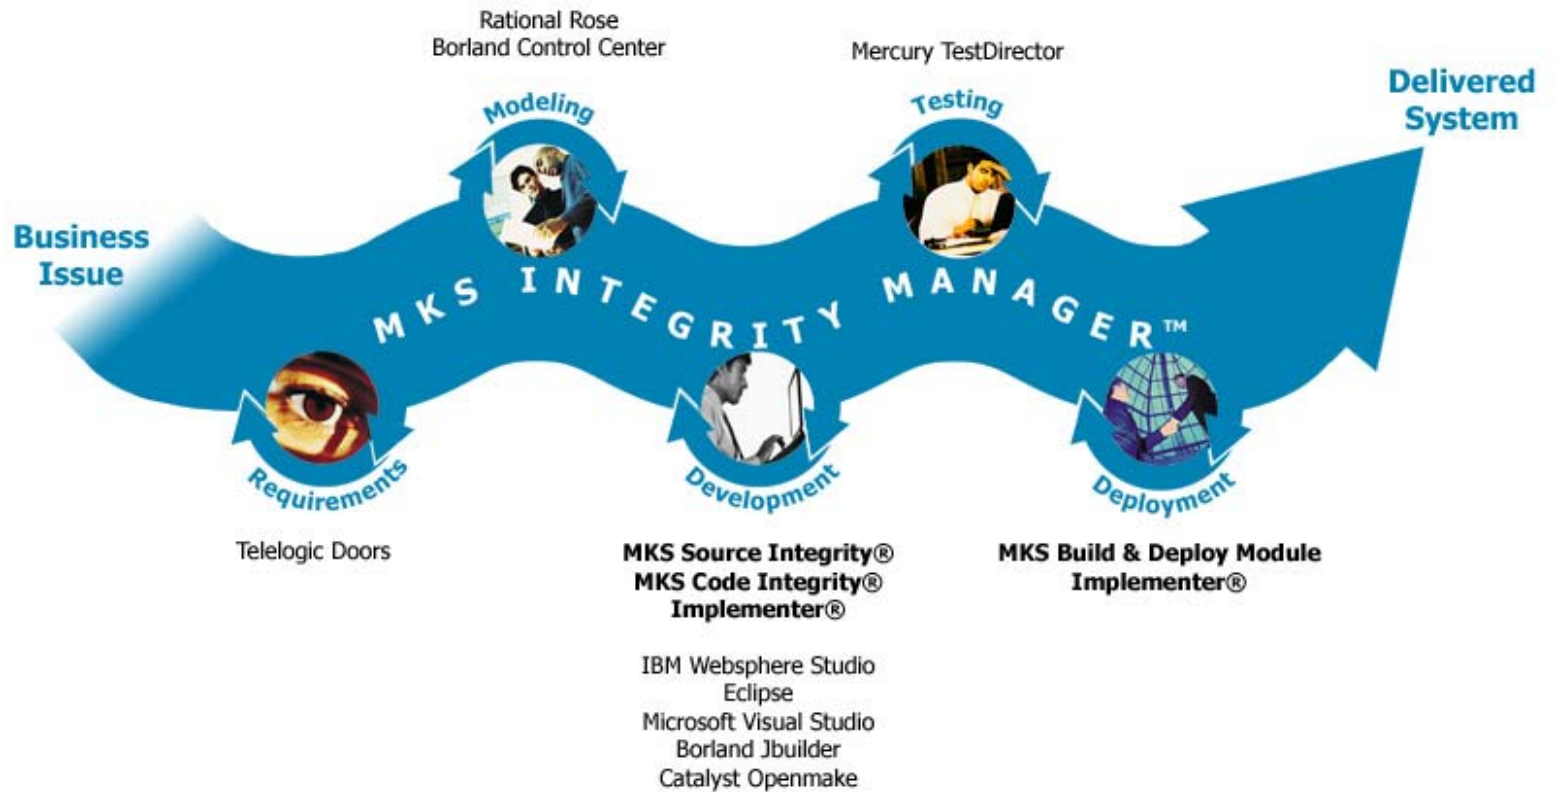 Rational Rose
Borland Control Center
Mercury TestDirector
Delivered
System
Modeling
Testing
Business
Issue
MKS INTEGRITY MANAGER™
Requirements
Development
Deployment
Telelogic Doors
MKS Source Integrity®
MKS Code Integrity®
Implementer®
MKS Build & Deploy Module
Implementer®
IBM Websphere Studio
Eclipse
Microsoft Visual Studio
Borland Jbuilder
Catalyst Openmake